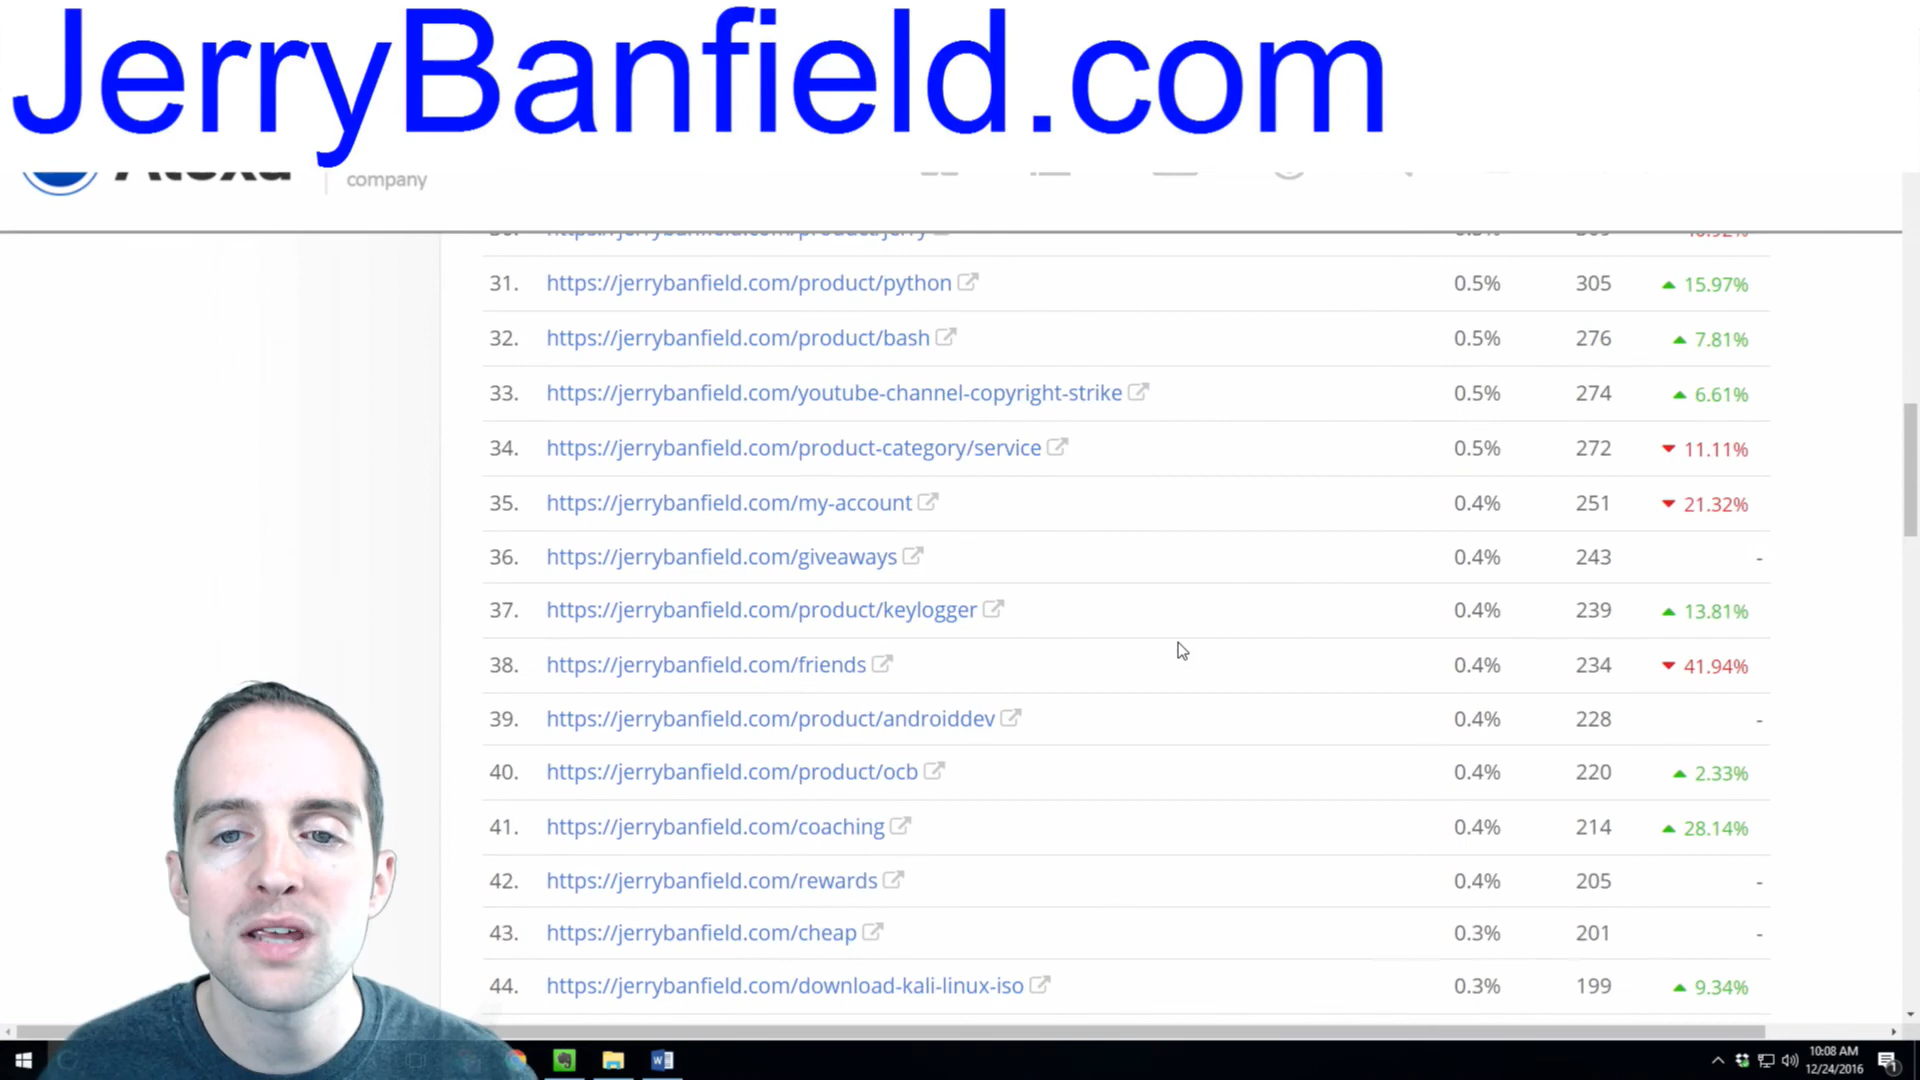 JerryBanfield.com
company
31. https://jerrybanfield.com/product/python 0.5% 305 15.97%
32. https://jerrybanfield.com/product/bash 0.5% 276 7.81%
33. https://jerrybanfield.com/youtube-channel-copyright-strike 0.5% 274 6.61%
34. https://jerrybanfield.com/product-category/service 0.5% 272 11.11%
35. https://jerrybanfield.com/my-account 0.4% 251 21.32%
36. https://jerrybanfield.com/giveaways 0.4% 243 -
37. https://jerrybanfield.com/product/keylogger 0.4% 239 13.81%
38. https://jerrybanfield.com/friends 0.4% 234 41.94%
39. https://jerrybanfield.com/product/androiddev 0.4% 228 -
40. https://jerrybanfield.com/product/ocb 0.4% 220 2.33%
41. https://jerrybanfield.com/coaching 0.4% 214 28.14%
42. https://jerrybanfield.com/rewards 0.4% 205 -
43. https://jerrybanfield.com/cheap 0.3% 201 -
44. https://jerrybanfield.com/download-kali-linux-iso 0.3% 199 9.34%
10:08 AM
12/24/2016